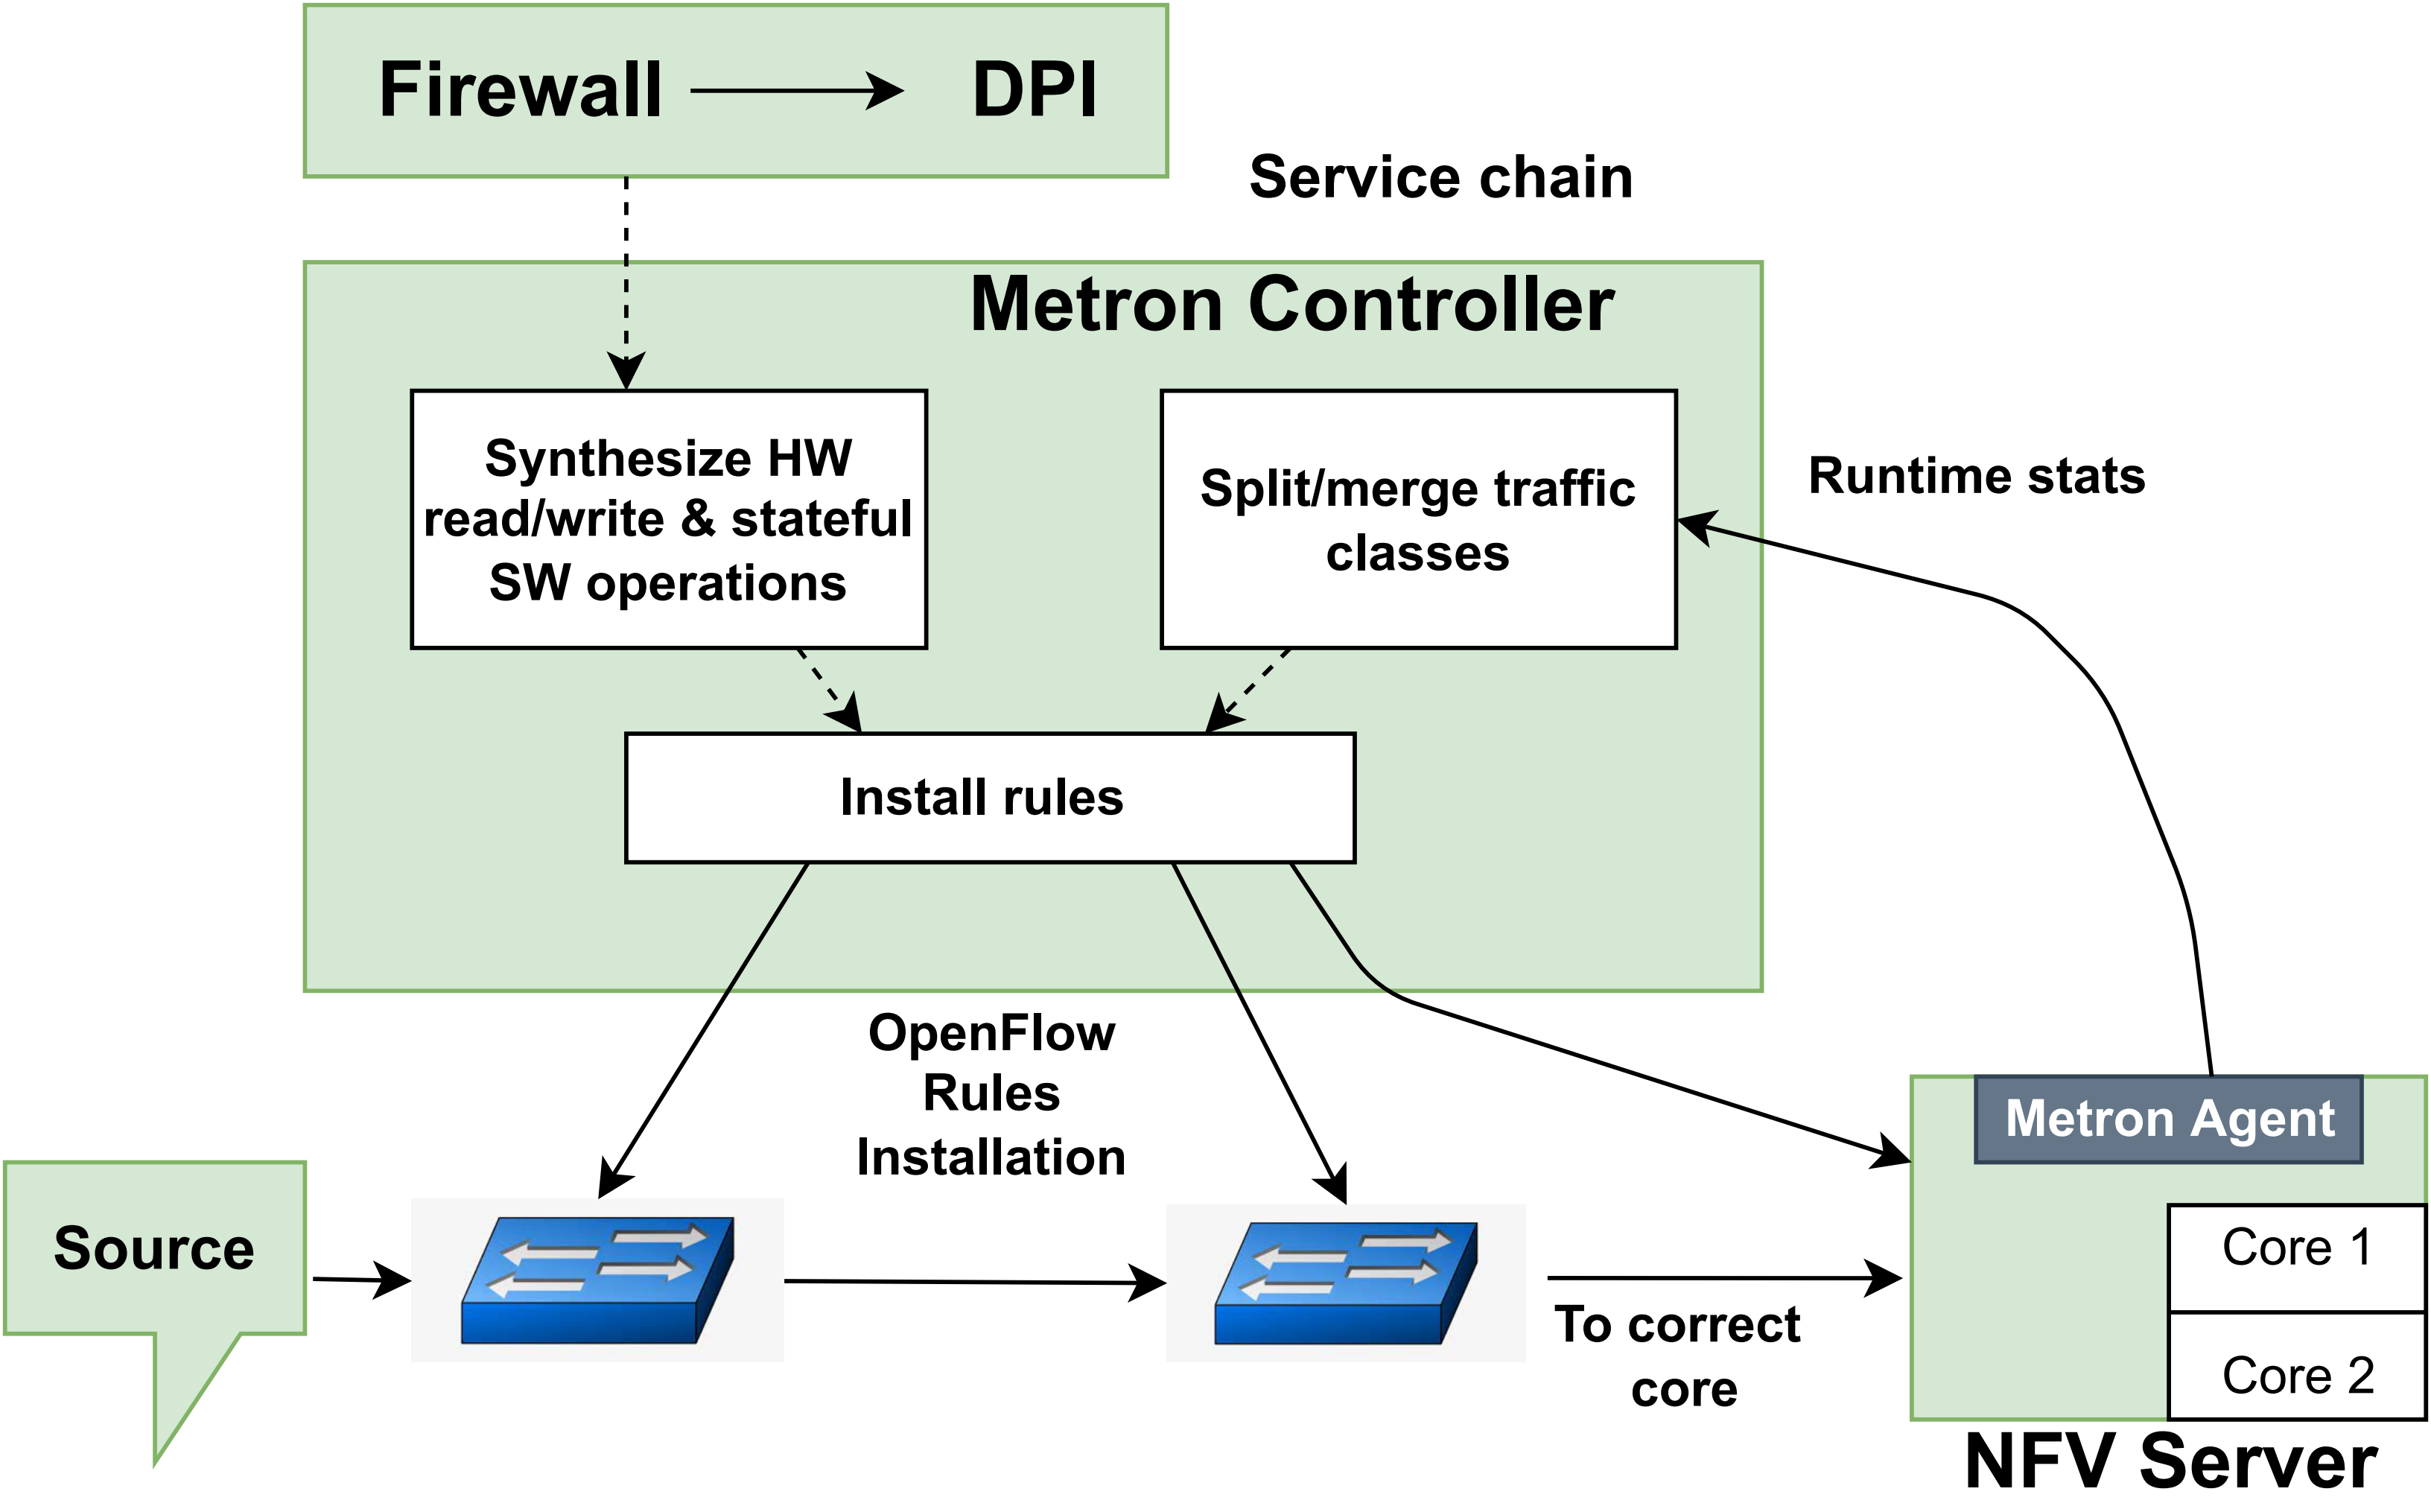 Firewall
DPI
Service chain
Metron Controller
Synthesize HW
read/write & stateful
SW operations
Split/merge traffic
classes
Runtime stats
Install rules
OpenFlow
Rules
Installation
Metron Agent
Source
Core 1
To correct
core
Core 2
NFV Server